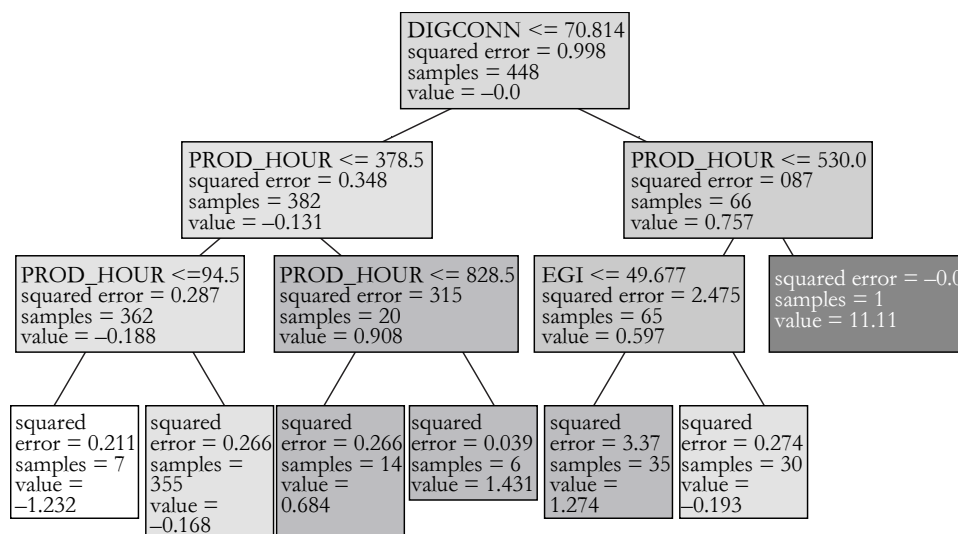 DIGCONN <= 70.814
squared error = 0.998
samples = 448
value = –0.0
PROD_HOUR <= 378.5
squared error = 0.348
samples = 382
value = –0.131
PROD_HOUR <= 530.0
squared error = 087
samples = 66
value = 0.757
PROD_HOUR <=94.5
squared error = 0.287
samples = 362
value = –0.188
PROD_HOUR <= 828.5
squared error = 315
samples = 20
value = 0.908
EGI <= 49.677
squared error = 2.475
samples = 65
value = 0.597
squared error = –0.0
samples = 1
value = 11.11
squared
error = 0.211
samples = 7
value =
–1.232
squared
error = 0.266
samples =
355
value =
–0.168
squared
error = 0.266
samples = 14
value =
0.684
squared
error = 0.039
samples = 6
value = 1.431
squared
error = 3.37
samples = 35
value =
1.274
squared
error = 0.274
samples = 30
value =
–0.193